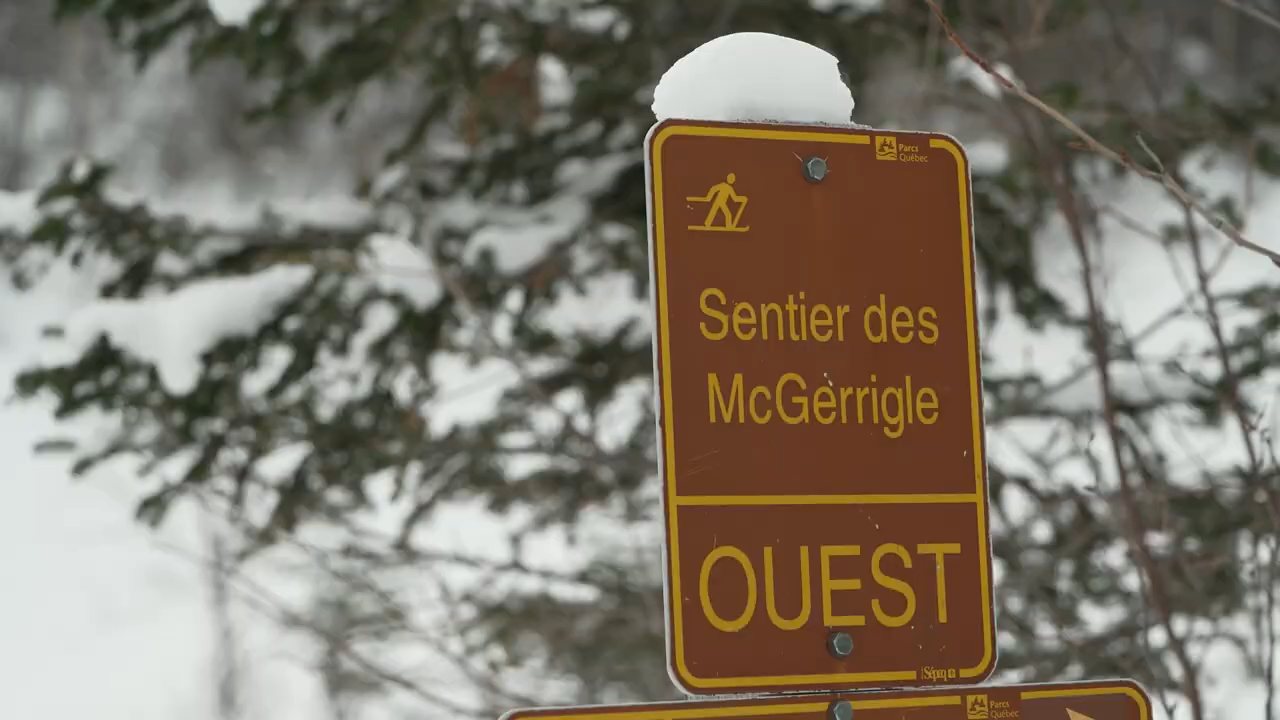 Parcs
Québec
Sentier des
McGerrigle
OUEST
Sépaq
Parcs
Québec